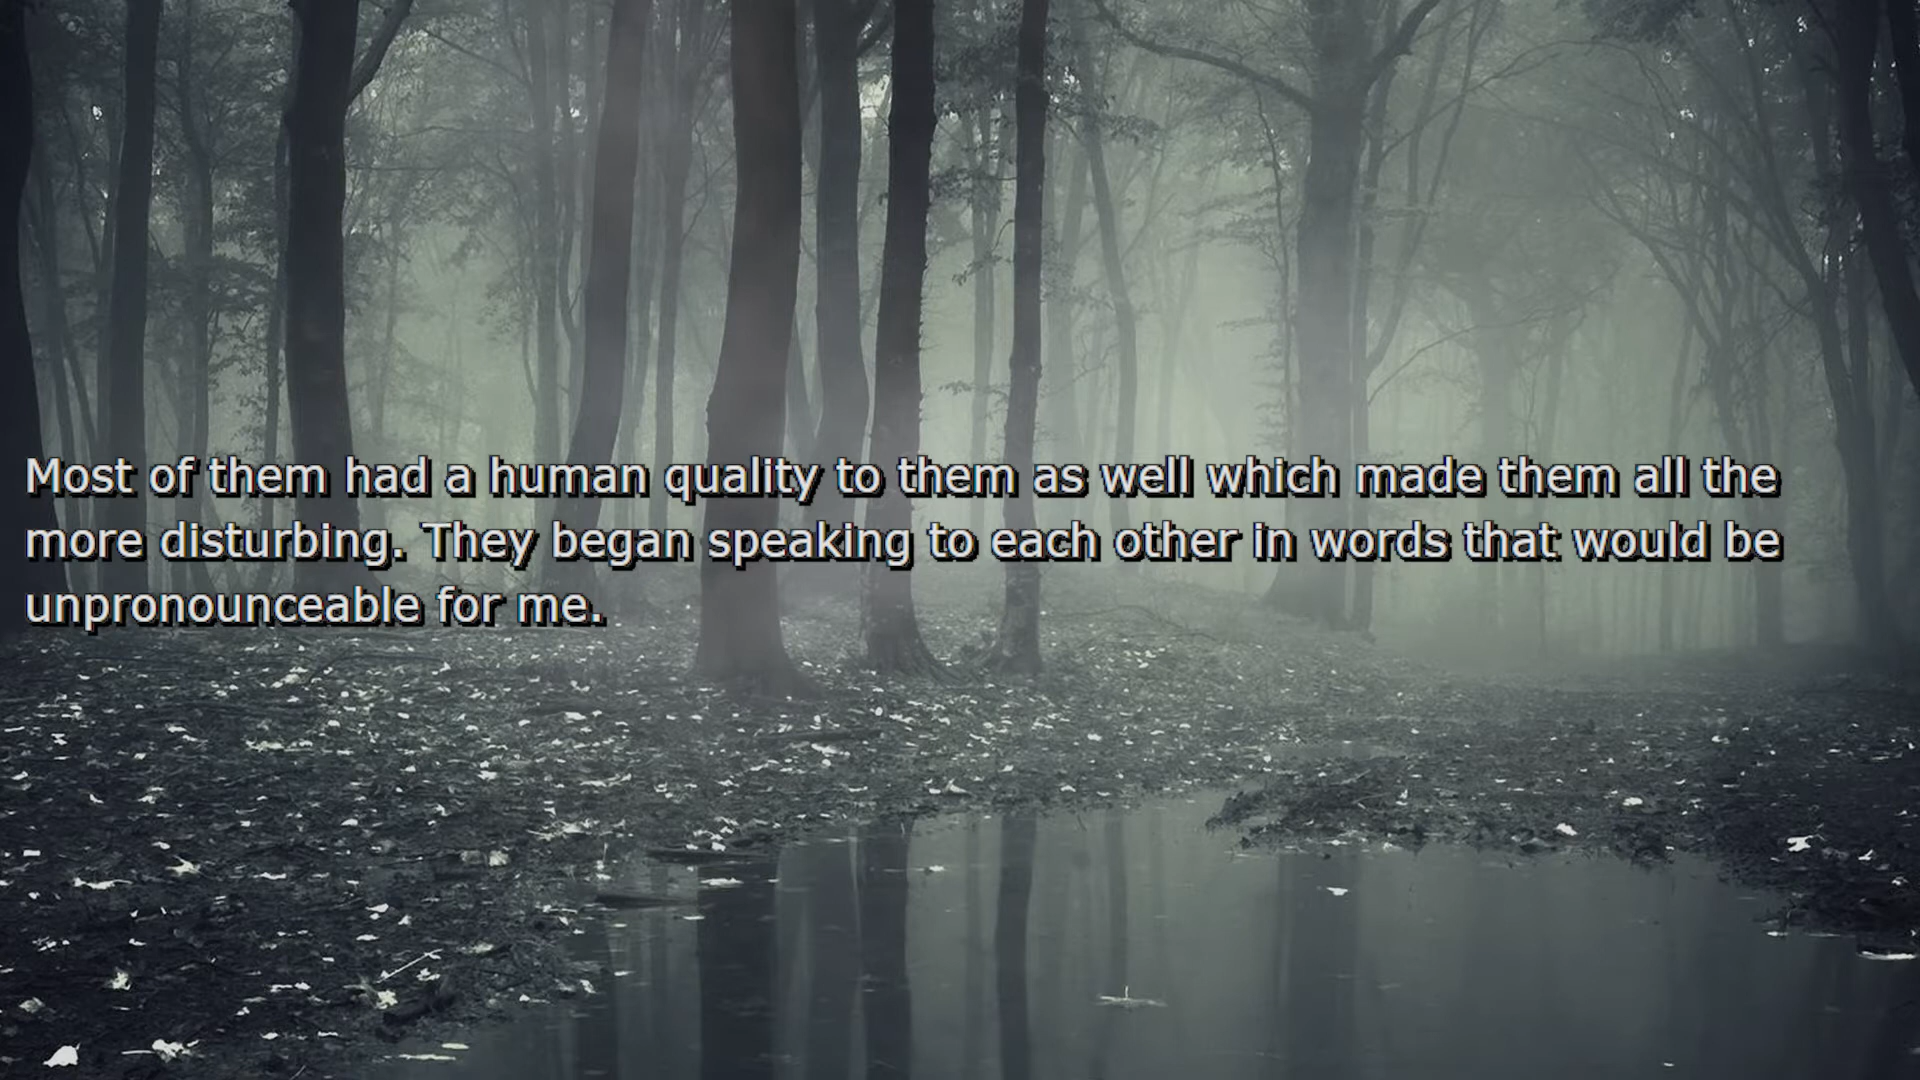 Most of them had a human quality to them as well which made them all the
more disturbing. They began speaking to each other in words that would be
unpronounceable for me.